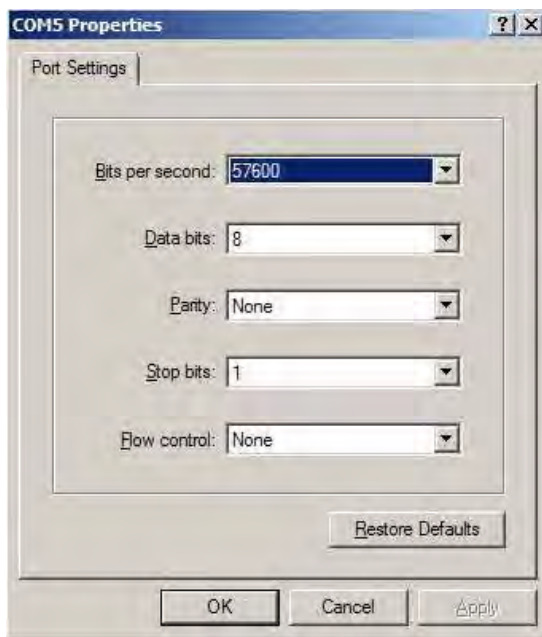 COM5 Properties
Port Settings
Bits per second: 57600
Data bits: 8
Parity: None
Stop bits: 1
Flow control: None
Restore Defaults
OK Cancel Apply